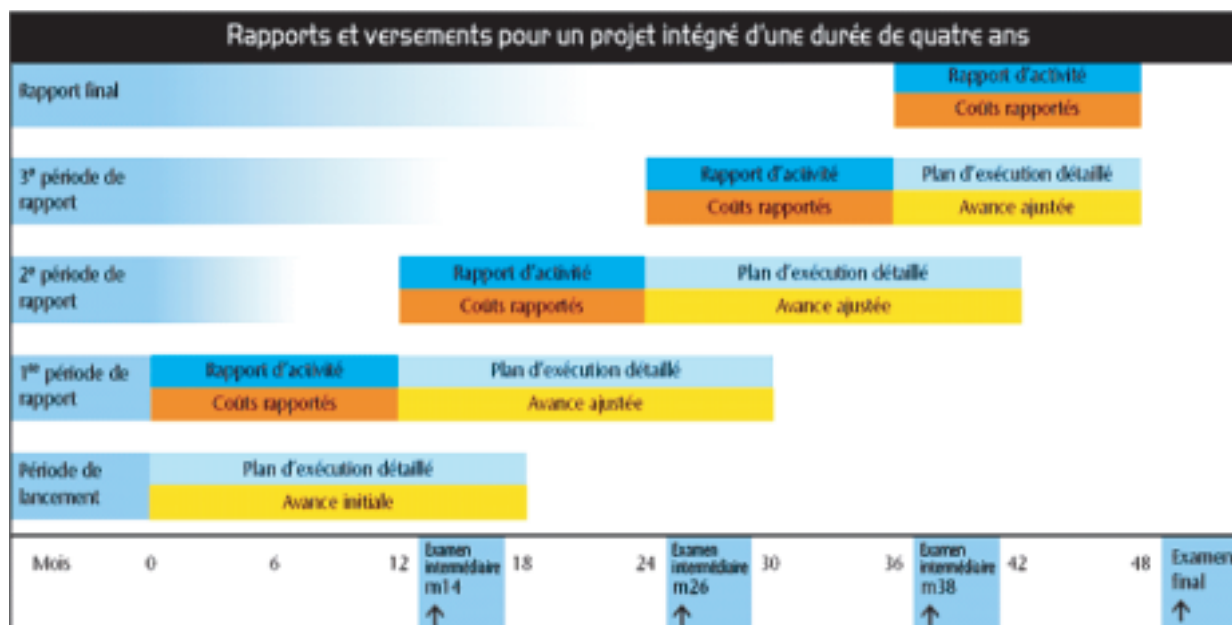 Rapports et versements pour un projet intégré d'une durée de quatre ans
Rapport final
Rapport d'activité
Coûts rapportés
3e période de
rapport
Rapport d'activité
Plan d'exécution détaillé
Coûts rapportés
Avance ajustée
2e période de
rapport
Rapport d'activité
Plan d'exécution détaillé
Coûts rapportés
Avance ajustée
1re période de
rapport
Rapport d'activité
Plan d'exécution détaillé
Coûts rapportés
Avance ajustée
Période de
lancement
Plan d'exécution détaillé
Avance initiale
Mois 0 6 12 18 24 30 36 42 48
Examen
intermédiaire
m14
Examen
intermédiaire
m26
Examen
intermédiaire
m38
Examen
final